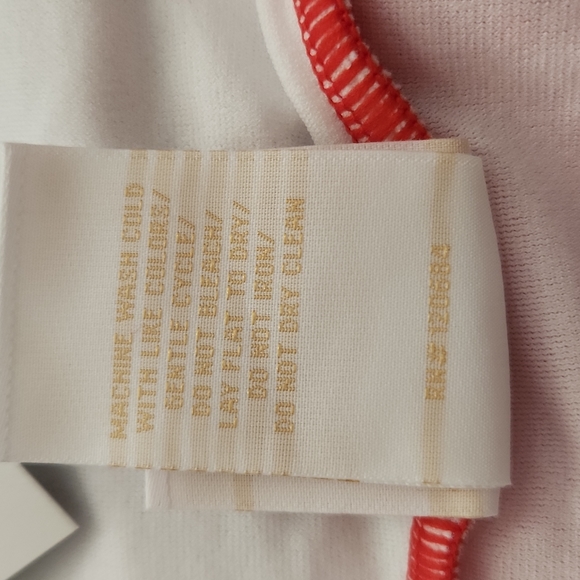 MACHINE WASH COLD
WITH LIKE COLORS/
GENTLE CYCLE/
DO NOT BLEACH/
LAY FLAT TO DRY/
DO NOT IRON/
DO NOT DRY CLEAN
RN# 120684